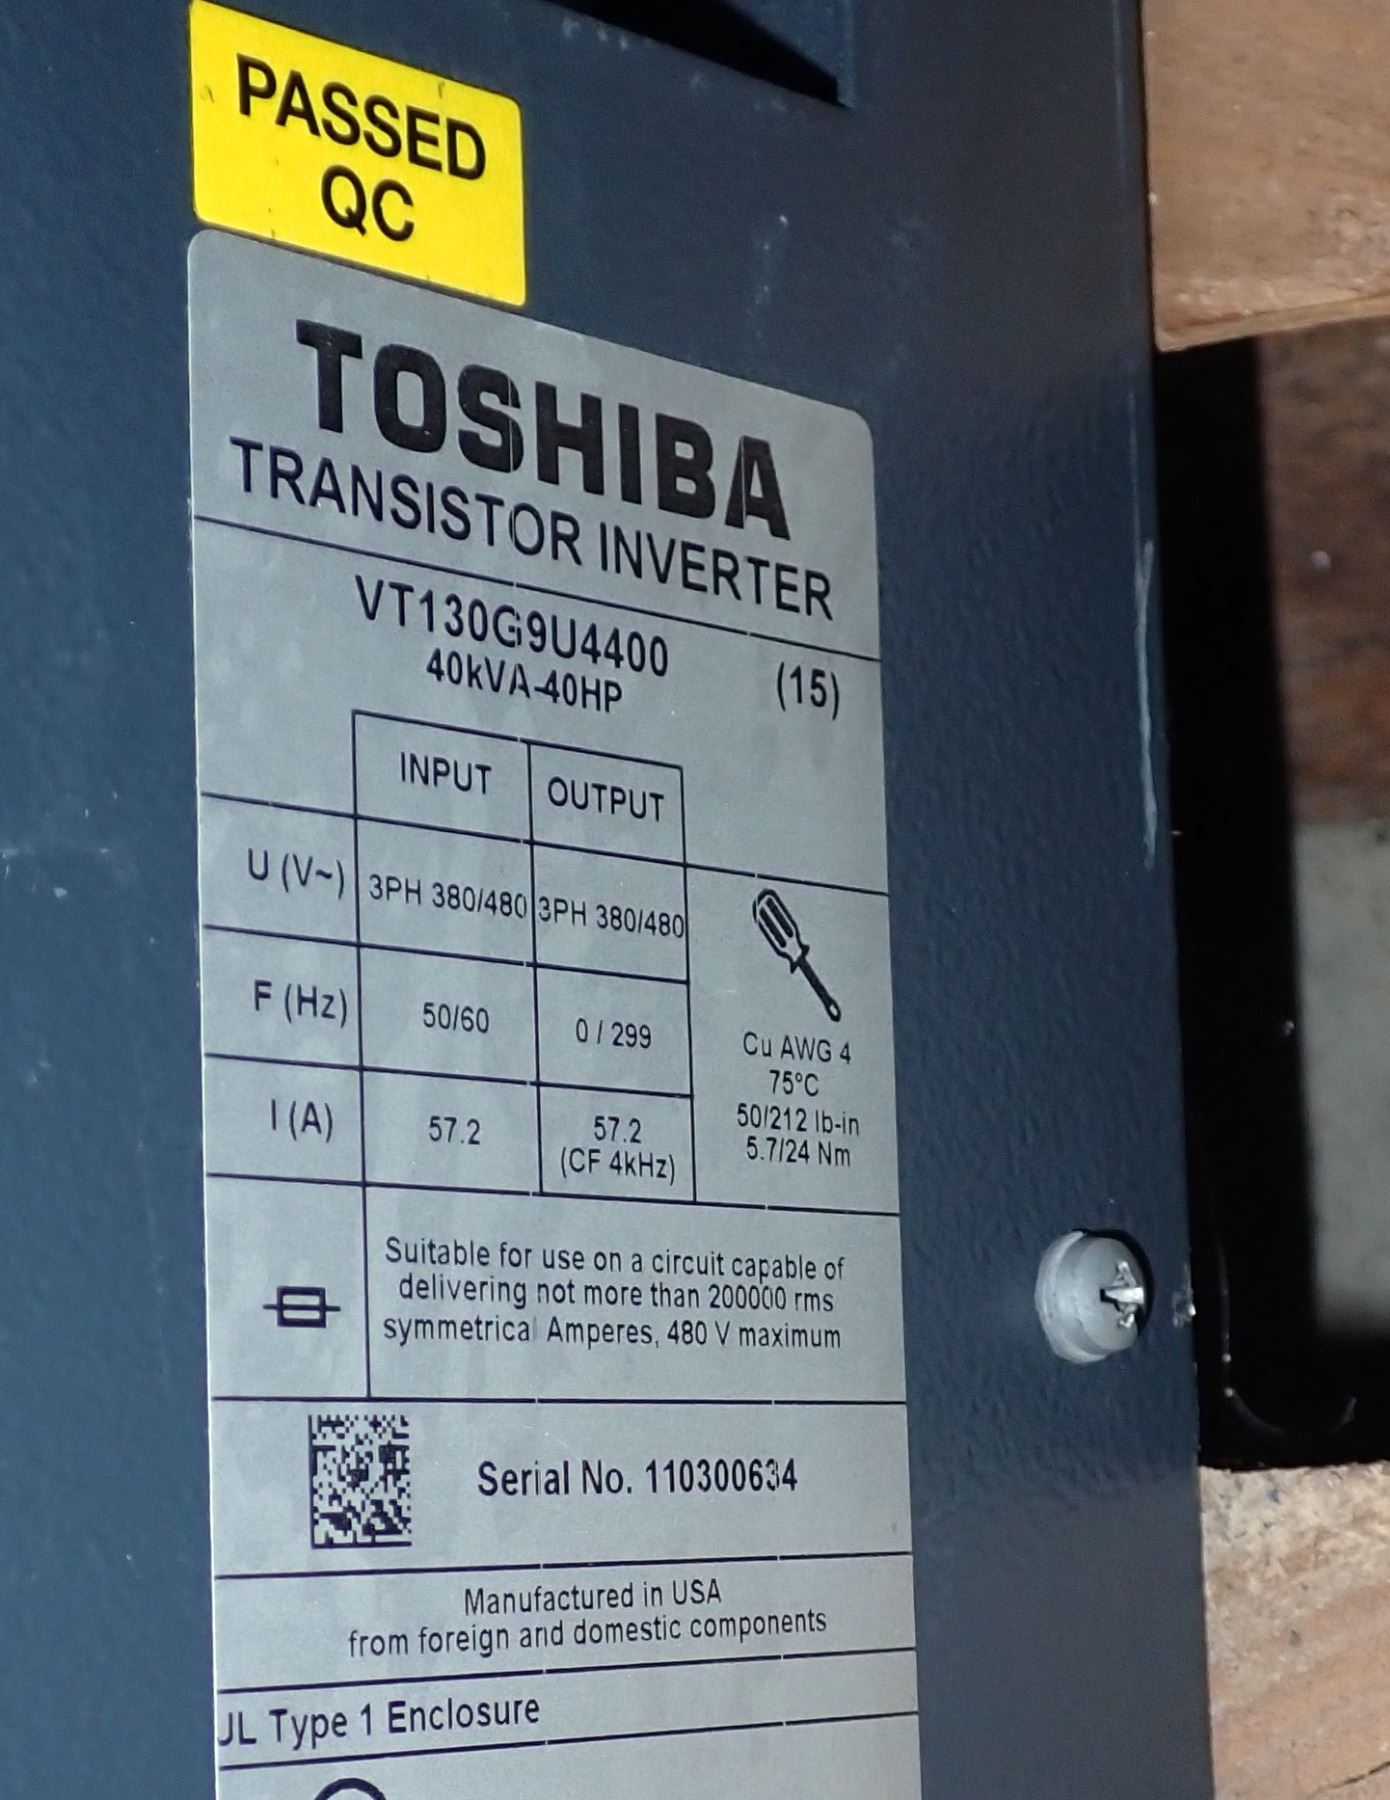 PASSED
QC
TOSHIBA
TRANSISTOR INVERTER
VT130G9U4400
(15)
40kVA-40HP
INPUT OUTPUT
U (V~) 3PH 380/480 3PH 380/480
F (Hz) 50/60 0 / 299
I (A) 57.2 57.2
(CF 4kHz)
Cu AWG 4
75°C
50/212 lb-in
5.7/24 Nm
Suitable for use on a circuit capable of
delivering not more than 200000 rms
symmetrical Amperes, 480 V maximum
Serial No. 110300634
Manufactured in USA
from foreign and domestic components
UL Type 1 Enclosure